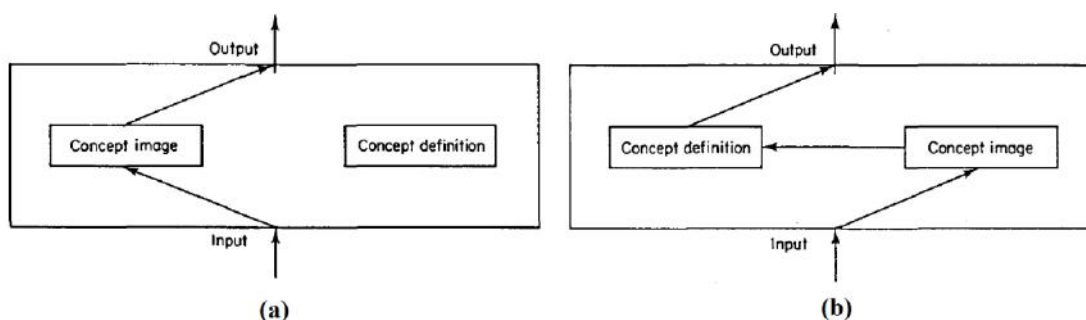 Output
Concept image
Concept definition
Input
(a)
Output
Concept definition
Concept image
Input
(b)